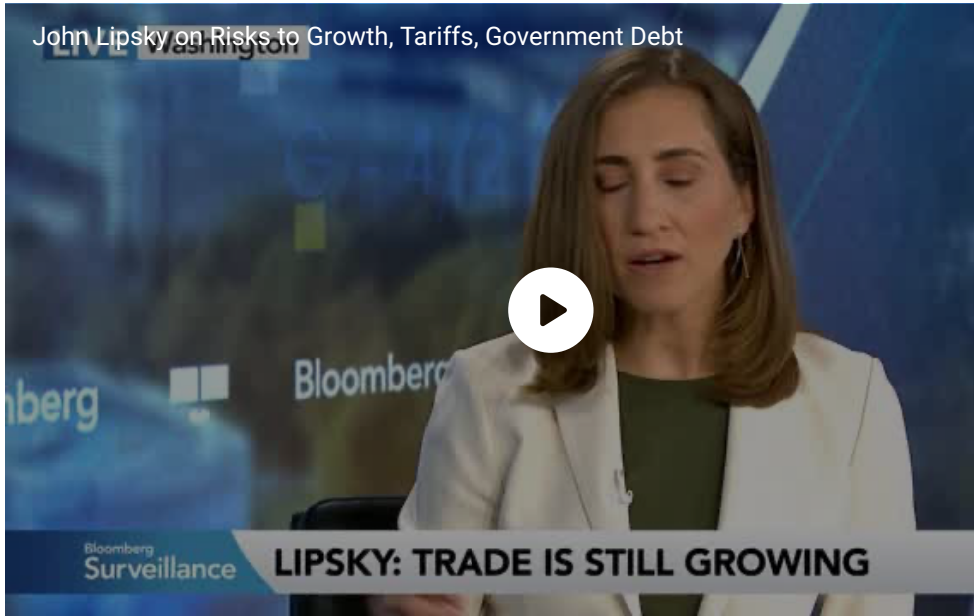 John Lipsky on Risks to Growth, Tariffs, Government Debt
LIVE Washington
Bloomberg
nberg
Bloomberg
Surveillance
LIPSKY: TRADE IS STILL GROWING